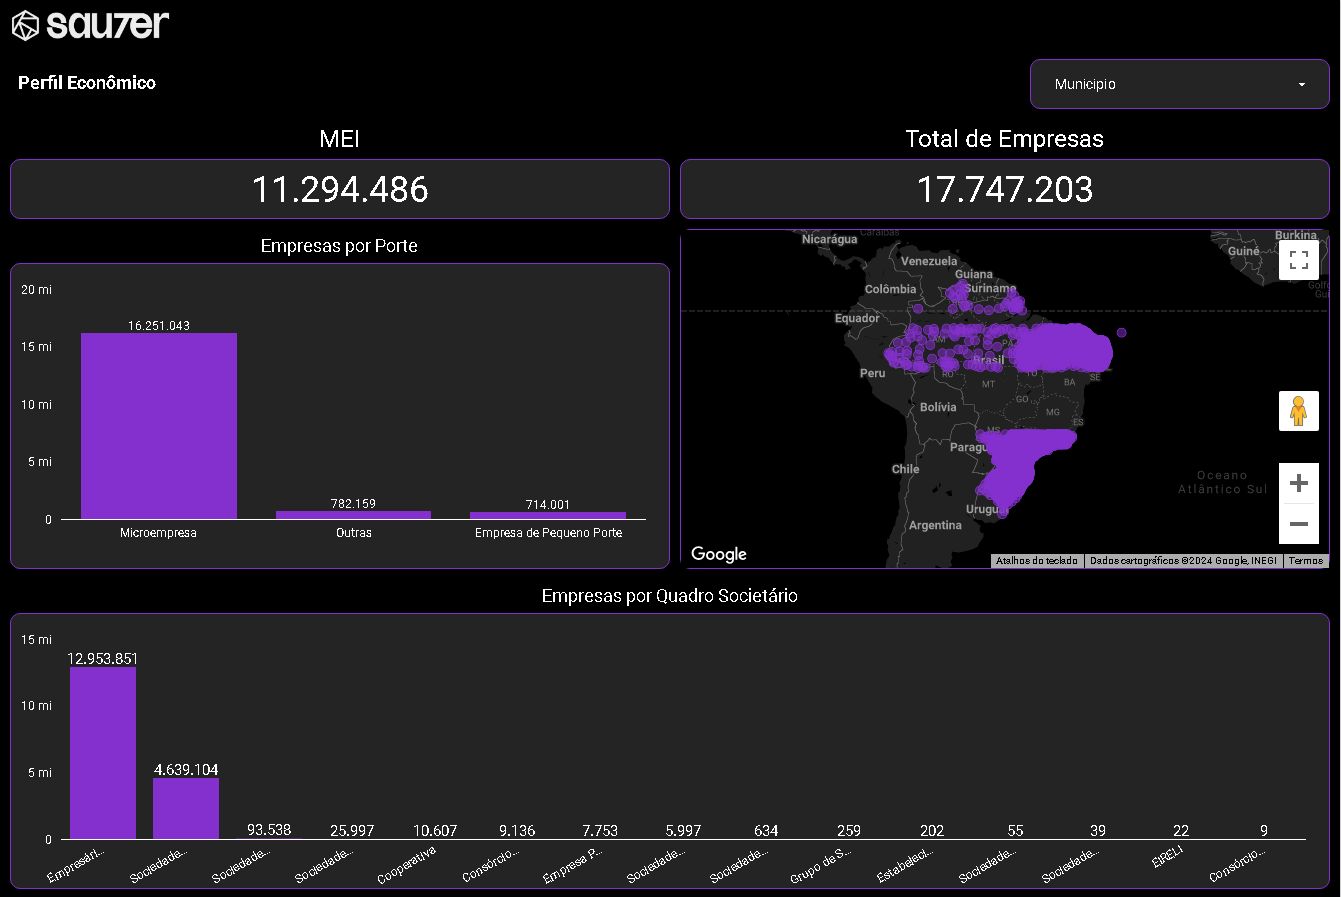 sau7er
Perfil Econômico
Municipio
MEI
Total de Empresas
11.294.486
17.747.203
Empresas por Porte
20 mi
15 mi
10 mi
5 mi
0
16.251.043
782.159
714.001
Microempresa
Outras
Empresa de Pequeno Porte
Nicarágua
Caraíbas
Burkina
Guiné
Golfo
Gui
Venezuela
Guiana
Suriname
Colômbia
Equador
AM
PA
Brasil
Peru
RO
MT
TO
BA
SE
GO
MG
ES
MS
Bolívia
Paragu
Chile
Urugu
Argentina
Oceano
Atlântico Sul
Google
Atalhos do teclado
Dados cartográficos ©2024 Google, INEGI
Termos
Empresas por Quadro Societário
15 mi
10 mi
5 mi
0
12.953.851
4.639.104
93.538
25.997
10.607
9.136
7.753
5.997
634
259
202
55
39
22
9
Empresári...
Sociedade...
Sociedade...
Sociedade...
Cooperativa
Consórcio...
Empresa P...
Sociedade...
Sociedade...
Grupo de S...
Estabeleci...
Sociedade...
Sociedade...
EIRELI
Consórcio...